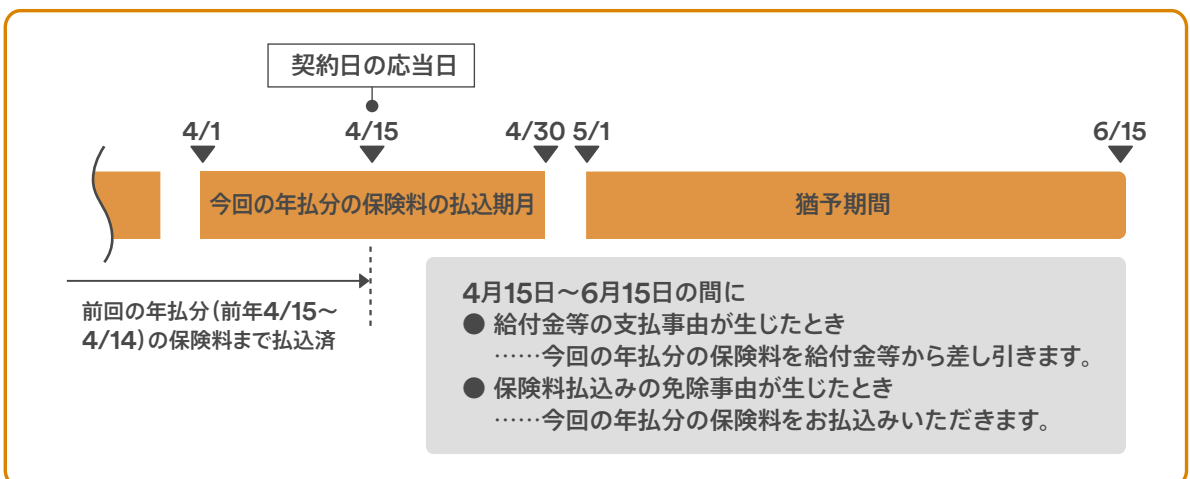 契約日の応当日
4/1
4/15
4/30
5/1
6/15
今回の年払分の保険料の払込期月
猶予期間
前回の年払分（前年4/15～
4/14）の保険料まで払込済
4月15日～6月15日の間に
● 給付金等の支払事由が生じたとき
……今回の年払分の保険料を給付金等から差し引きます。
● 保険料払込みの免除事由が生じたとき
……今回の年払分の保険料をお払込みいただきます。